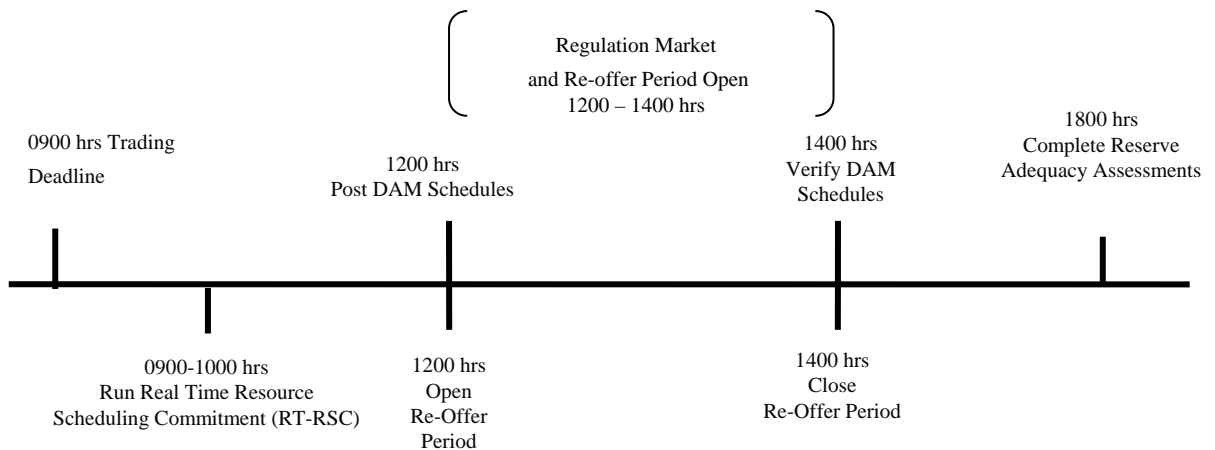 Regulation Market
and Re-offer Period Open
1200 – 1400 hrs
0900 hrs Trading
Deadline
1200 hrs
Post DAM Schedules
1400 hrs
Verify DAM
Schedules
1800 hrs
Complete Reserve
Adequacy Assessments
0900-1000 hrs
Run Real Time Resource
Scheduling Commitment (RT-RSC)
1200 hrs
Open
Re-Offer
Period
1400 hrs
Close
Re-Offer Period